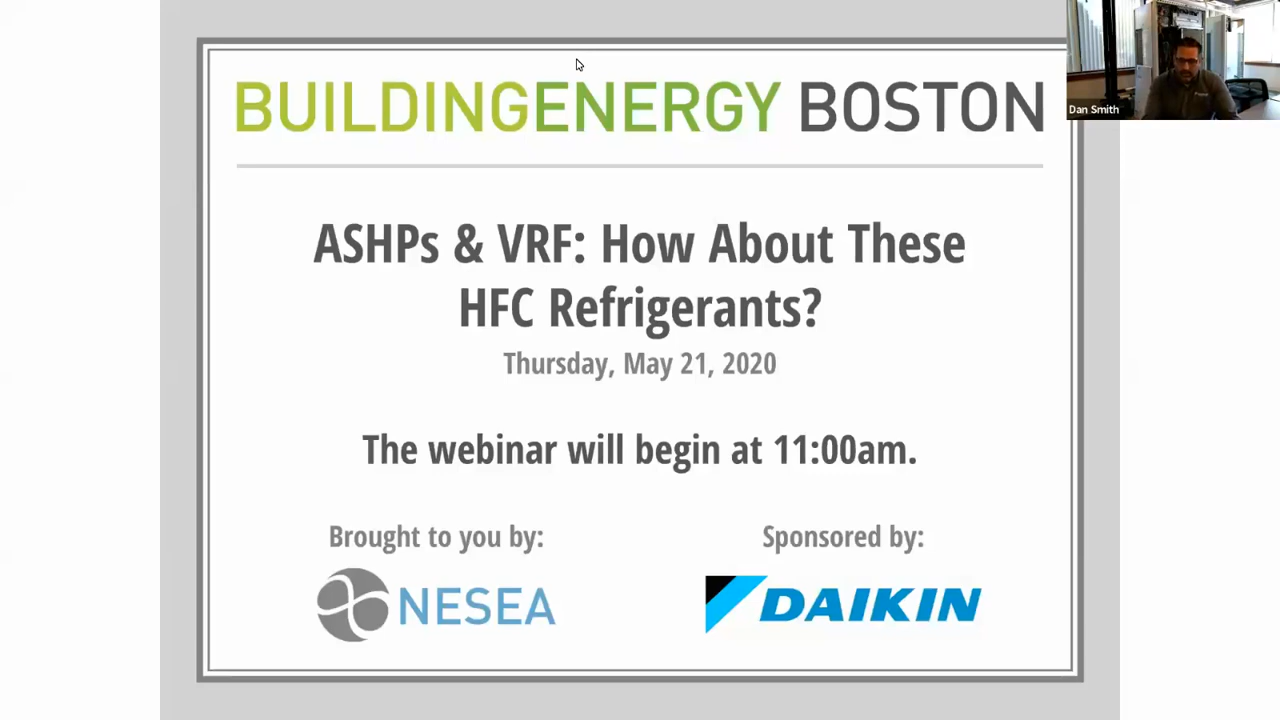 BUILDINGENERGY BOSTON
Dan Smith
ASHPs & VRF: How About These
HFC Refrigerants?
Thursday, May 21, 2020
The webinar will begin at 11:00am.
Brought to you by:
Sponsored by:
NESEA
DAIKIN